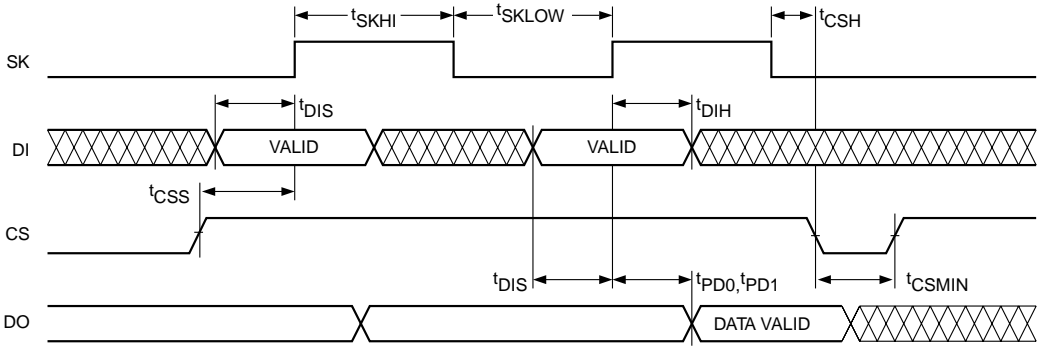 tSKHI
tSKLOW
tCSH
SK
tDIS
tDIH
DI
VALID
VALID
tCSS
CS
tDIS
tPD0,tPD1
tCSMIN
DO
DATA VALID